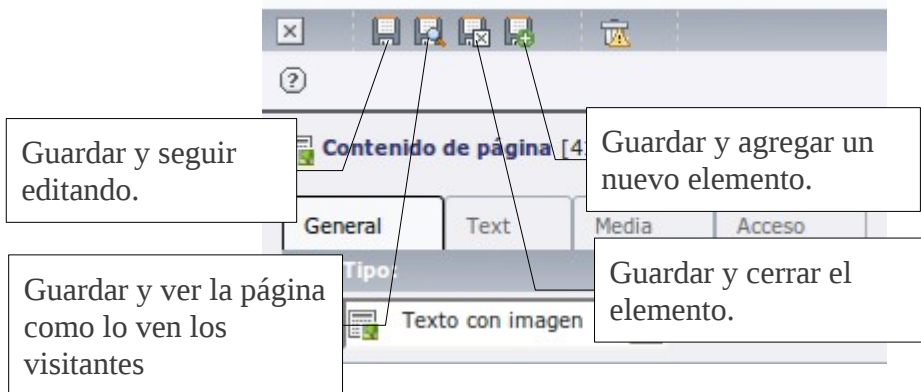 Guardar y seguir
editando.
Contenido de página [4
Guardar y agregar un
nuevo elemento.
General
Text
Media
Acceso
Tipo:
Guardar y ver la página
como lo ven los
visitantes
Texto con imagen
Guardar y cerrar el
elemento.